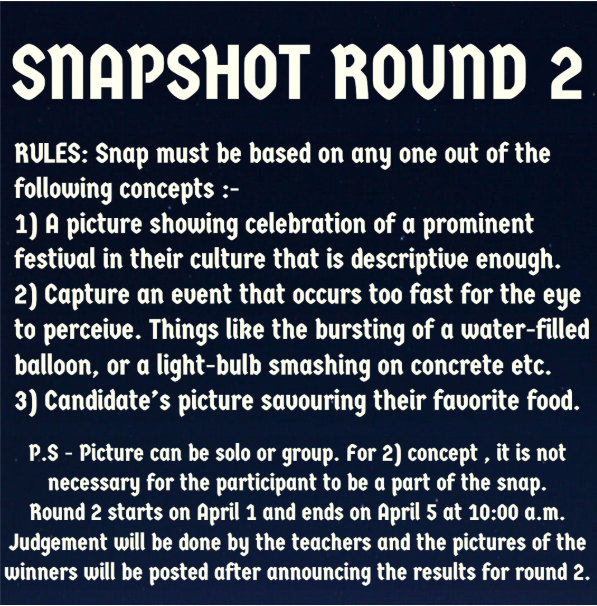 SNAPSHOT ROUND 2
RULES: Snap must be based on any one out of the
following concepts :-
1) A picture showing celebration of a prominent
festival in their culture that is descriptive enough.
2) Capture an event that occurs too fast for the eye
to perceive. Things like the bursting of a water-filled
balloon, or a light-bulb smashing on concrete etc.
3) Candidate's picture savouring their favorite food.
P.S - Picture can be solo or group. For 2) concept , it is not
necessary for the participant to be a part of the snap.
Round 2 starts on April 1 and ends on April 5 at 10:00 a.m.
Judgement will be done by the teachers and the pictures of the
winners will be posted after announcing the results for round 2.